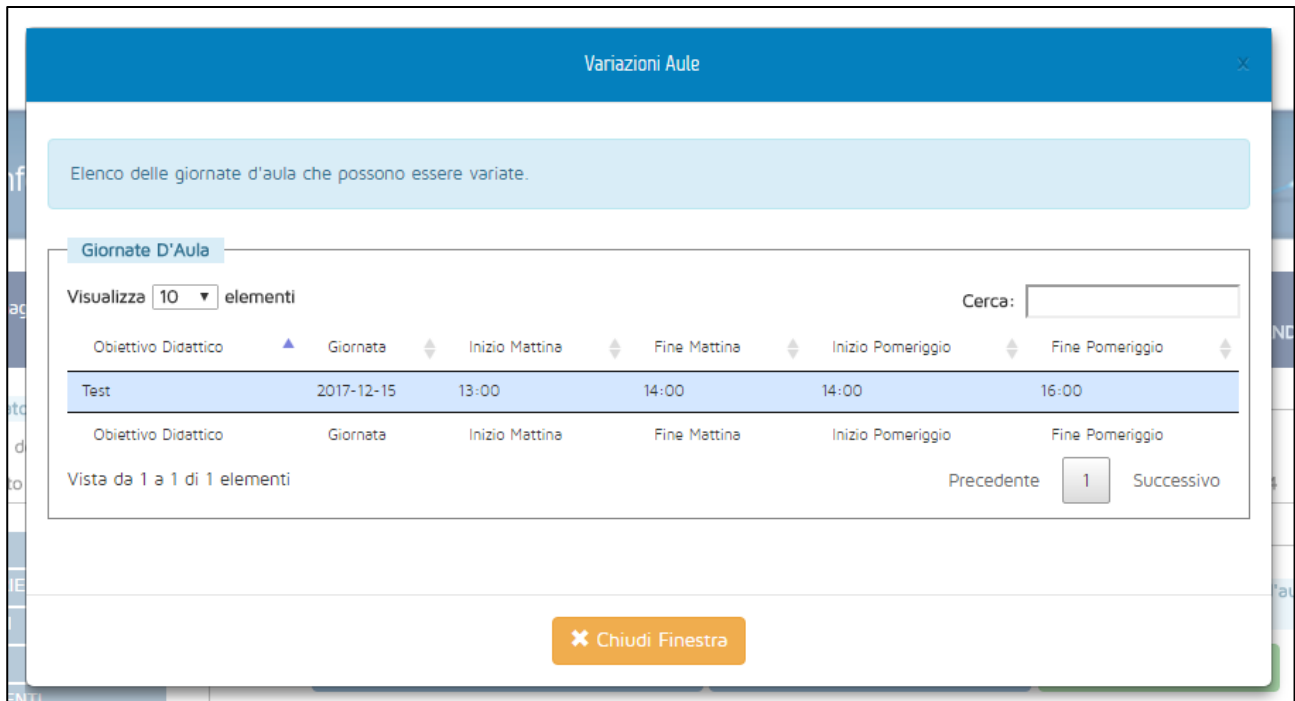 Variazioni Aule x
Elenco delle giornate d'aula che possono essere variate.
Giornate D'Aula
Visualizza 10 elementi Cerca:
Obiettivo Didattico Giornata Inizio Mattina Fine Mattina Inizio Pomeriggio Fine Pomeriggio
Test 2017-12-15 13:00 14:00 14:00 16:00
Obiettivo Didattico Giornata Inizio Mattina Fine Mattina Inizio Pomeriggio Fine Pomeriggio
Vista da 1 a 1 di 1 elementi Precedente 1 Successivo
Chiudi Finestra